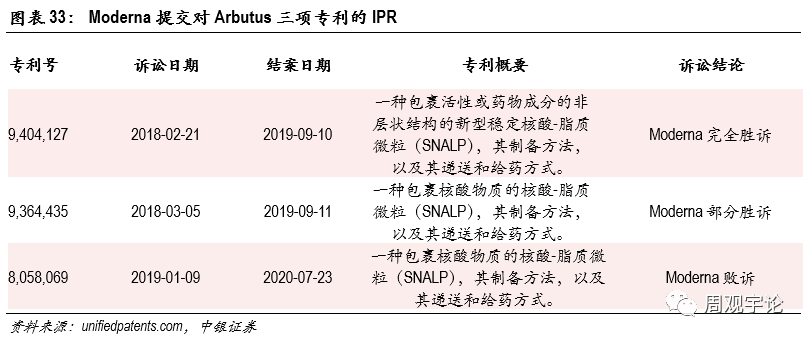 图表 33： Moderna 提交对 Arbutus 三项专利的 IPR
专利号 诉讼日期 结案日期 专利概要 诉讼结论
9,404,127 2018-02-21 2019-09-10 一种包裹活性或药物成分的非
层状结构的新型稳定核酸-脂质
微粒（SNALP），其制备方法，
以及其递送和给药方式。 Moderna 完全胜诉
9,364,435 2018-03-05 2019-09-11 一种包裹核酸物质的核酸-脂质
微粒（SNALP），其制备方法，
以及其递送和给药方式。 Moderna 部分胜诉
8,058,069 2019-01-09 2020-07-23 一种包裹核酸物质的核酸-脂质微
粒（SNALP），其制备方法，以及
其递送和给药方式。 Moderna 败诉
周观宇论
资料来源：unifiedpatents.com，中银证券